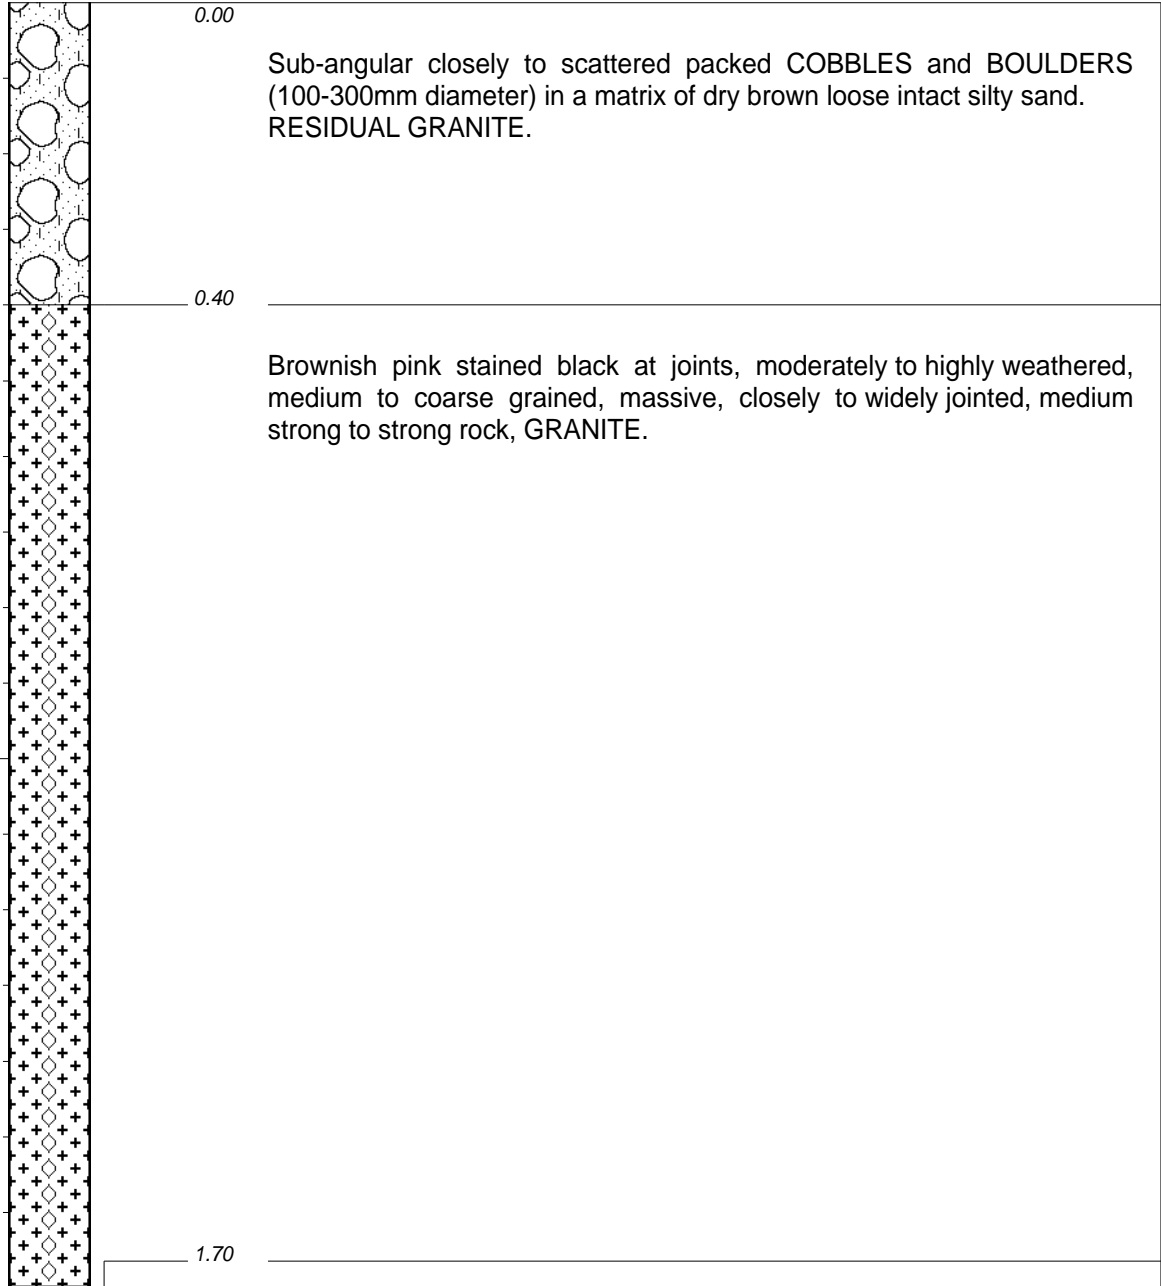 0.00
Sub-angular closely to scattered packed COBBLES and BOULDERS
(100-300mm diameter) in a matrix of dry brown loose intact silty sand.
RESIDUAL GRANITE.
0.40
Brownish pink stained black at joints, moderately to highly weathered,
medium to coarse grained, massive, closely to widely jointed, medium
strong to strong rock, GRANITE.
1.70